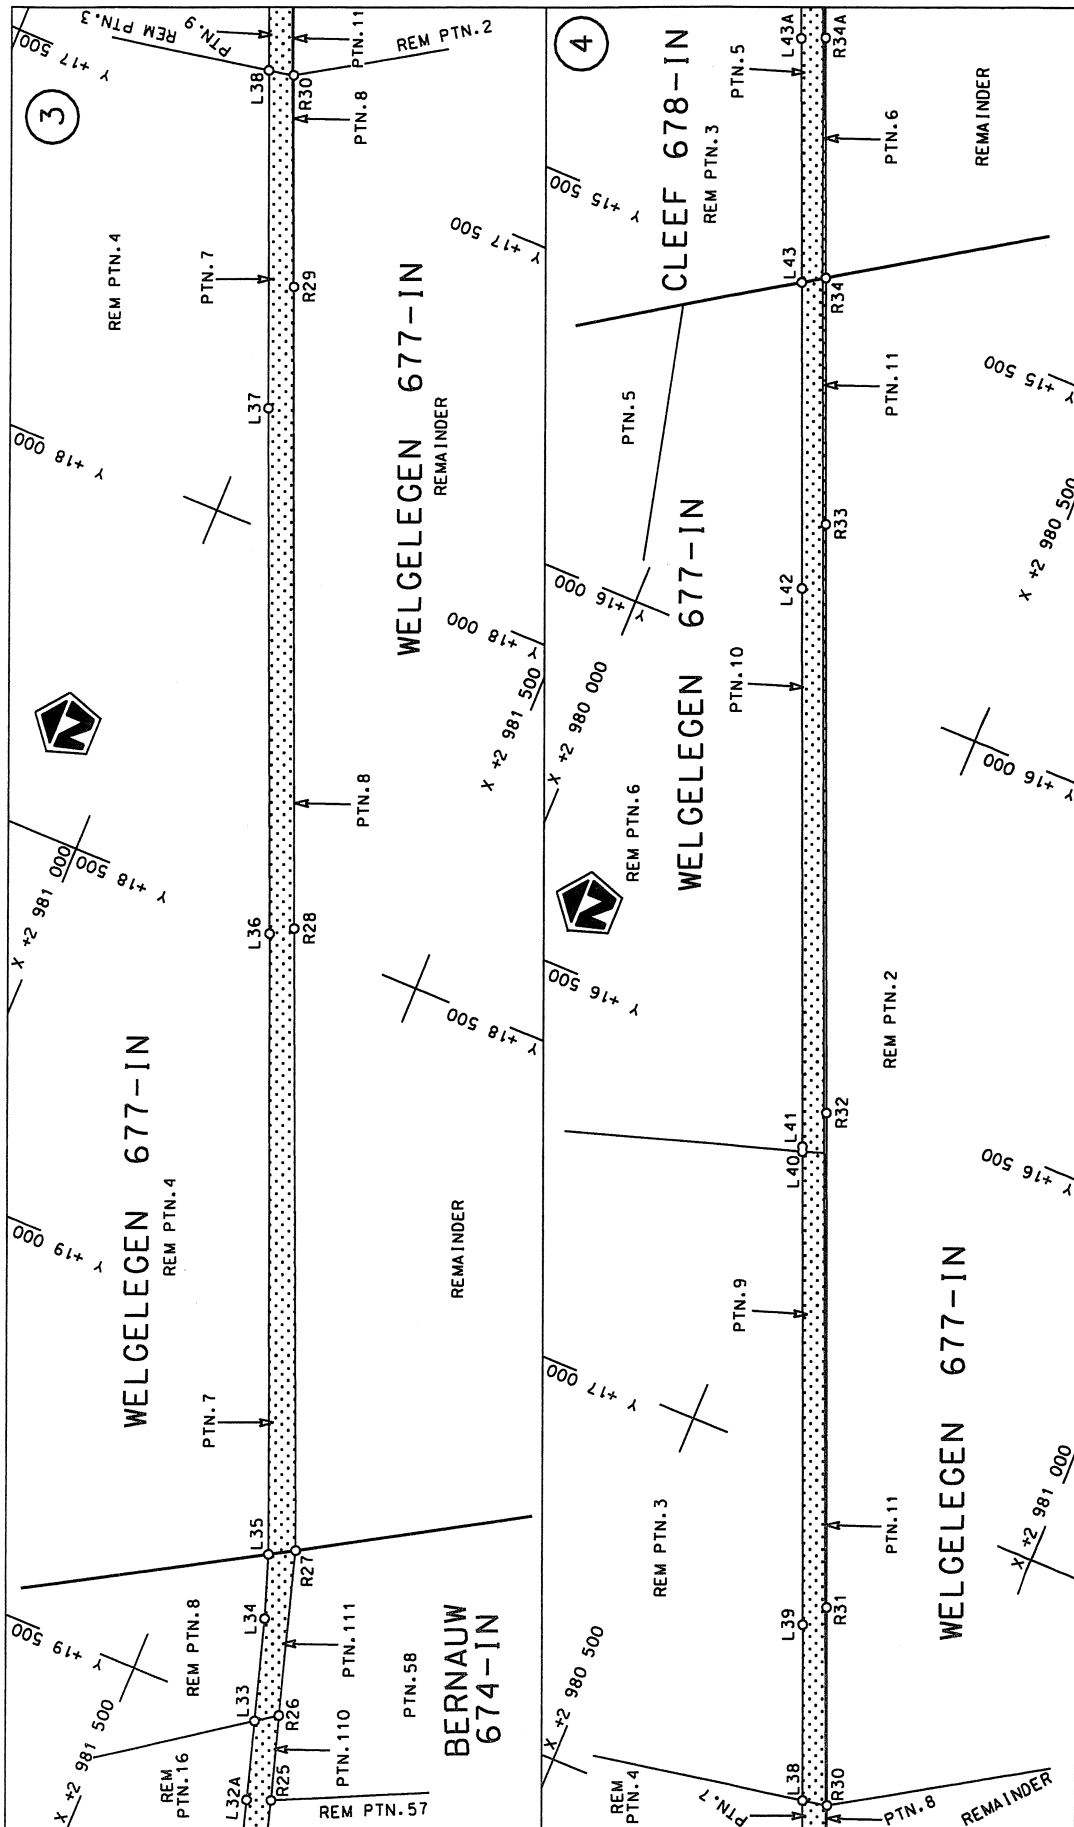 3
Y +19 500
Y +19 000
Y +18 500
Y +18 000
Y +17 500
X +2 981 500
X +2 981 000
REM PTN.16
REM PTN.8
WELGELEGEN 677-IN
REM PTN.4
REM PTN.4
REM PTN.3
PTN.9
PTN.7
PTN.7
L32A
L33
L34
L35
L36
L37
L38
R25
R26
R27
R28
R29
R30
PTN.110
PTN.111
PTN.8
PTN.8
PTN.11
REM PTN.2
REM PTN.57
PTN.58
BERNAUW
674-IN
REMAINDER
WELGELEGEN 677-IN
REMAINDER
Y +18 500
Y +18 000
Y +17 500
X +2 981 500
N
4
X +2 980 500
Y +17 000
Y +16 500
X +2 980 000
Y +16 000
Y +15 500
REM PTN.4
REM PTN.3
REM PTN.6
PTN.5
WELGELEGEN 677-IN
CLEEF 678-IN
REM PTN.3
PTN.7
PTN.9
PTN.10
PTN.5
L38
L39
L40
L41
L42
L43
L43A
R30
R31
R32
R33
R34
R34A
PTN.8
PTN.11
PTN.11
PTN.6
REM PTN.2
REMAINDER
REMAINDER
WELGELEGEN 677-IN
X +2 981 000
Y +16 500
Y +16 000
X +2 980 500
Y +15 500
N